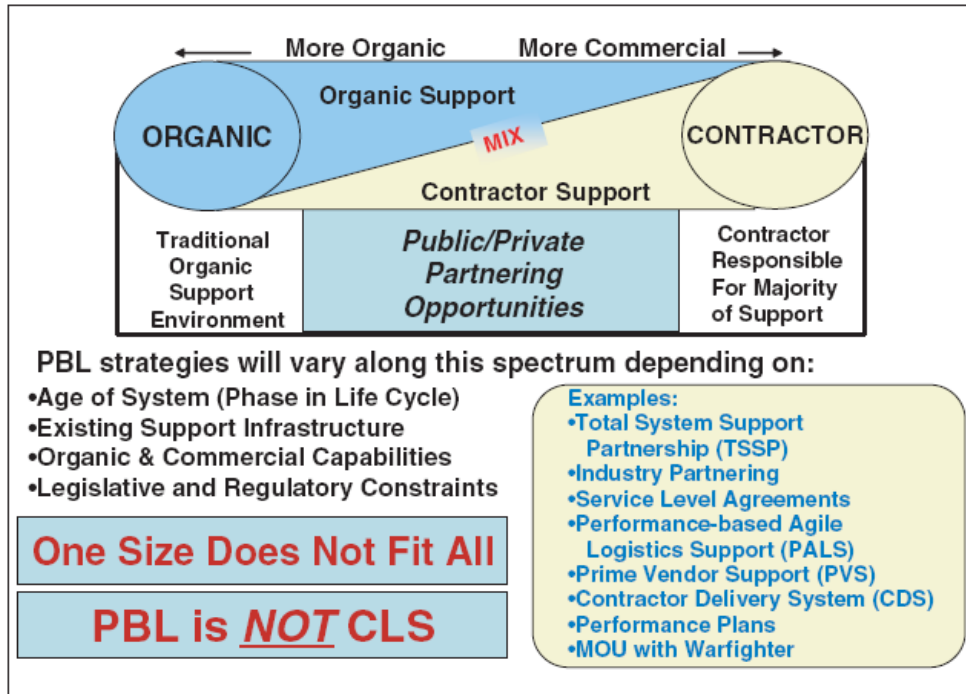 More Organic
More Commercial
Organic Support
ORGANIC
MIX
CONTRACTOR
Contractor Support
Traditional
Organic
Support
Environment
Public/Private
Partnering
Opportunities
Contractor
Responsible
For Majority
of Support
PBL strategies will vary along this spectrum depending on:
•Age of System (Phase in Life Cycle)
•Existing Support Infrastructure
•Organic & Commercial Capabilities
•Legislative and Regulatory Constraints
One Size Does Not Fit All
PBL is NOT CLS
Examples:
•Total System Support
Partnership (TSSP)
•Industry Partnering
•Service Level Agreements
•Performance-based Agile
Logistics Support (PALS)
•Prime Vendor Support (PVS)
•Contractor Delivery System (CDS)
•Performance Plans
•MOU with Warfighter